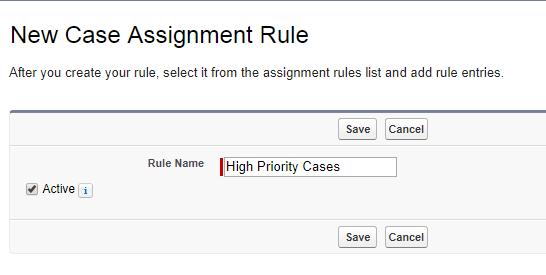 New Case Assignment Rule
After you create your rule, select it from the assignment rules list and add rule entries.
Save Cancel
Rule Name High Priority Cases
Active i
Save Cancel